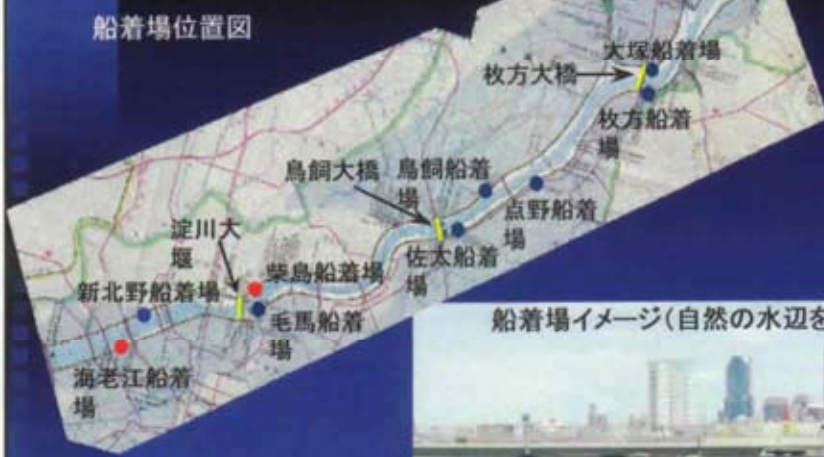 船着場位置図
大塚船着場
枚方大橋
枚方船着
場
鳥飼大橋
鳥飼船着
場
点野船着
場
淀川大
堰
佐太船着
場
柴島船着場
新北野船着場
毛馬船着
場
海老江船着
場
船着場イメージ(自然の水辺を